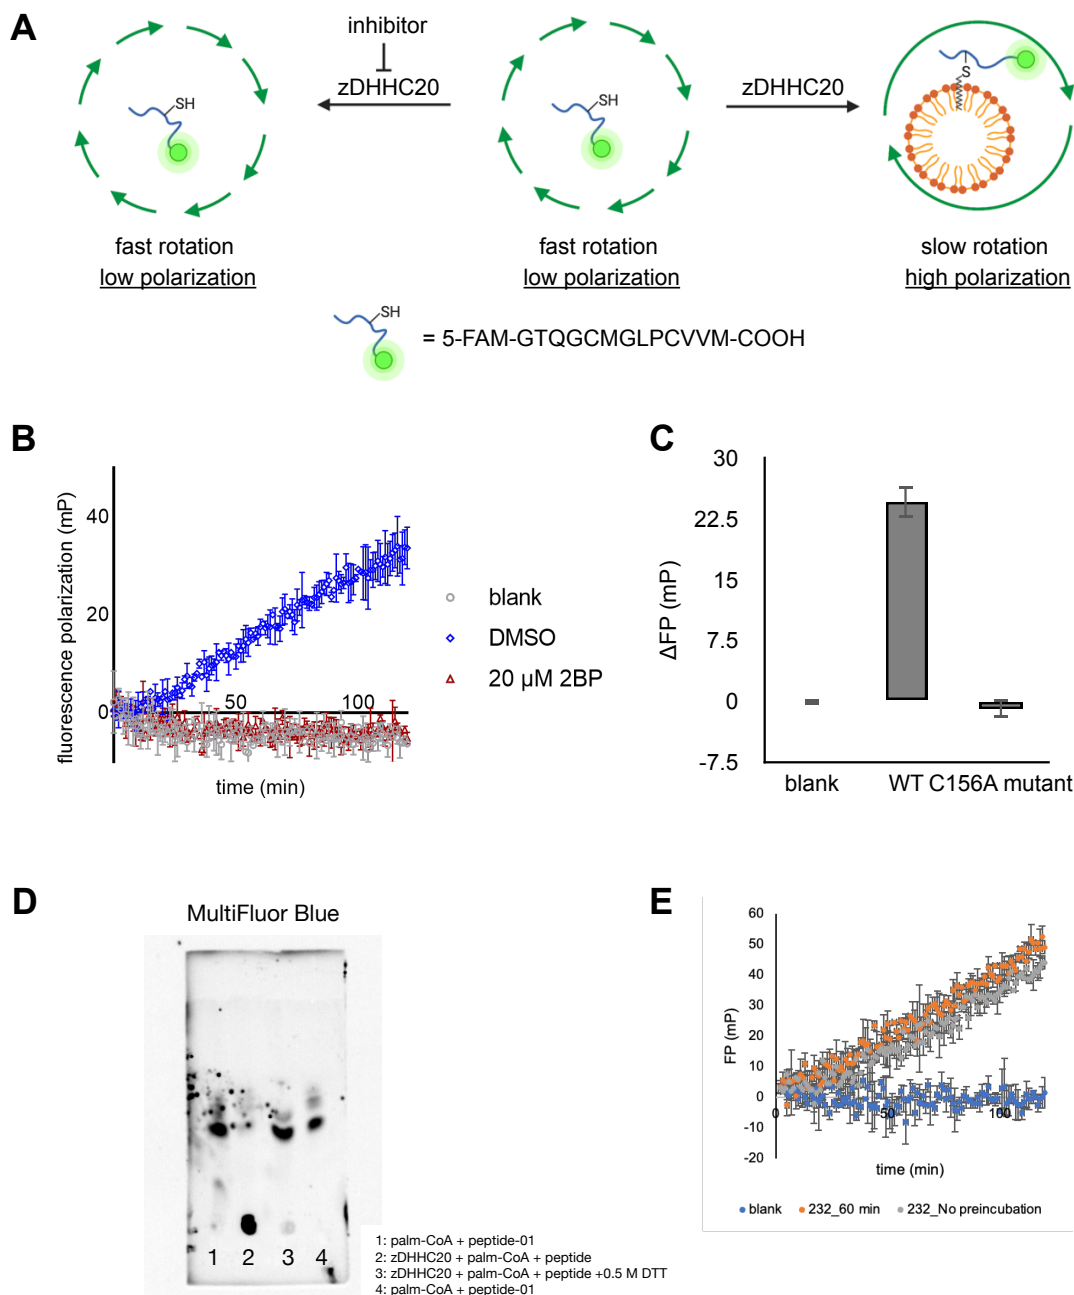 A
inhibitor
zDHHC20
zDHHC20
SH
SH
S
fast rotation
low polarization
fast rotation
low polarization
slow rotation
high polarization
SH
= 5-FAM-GTQGCMGLPCVVM-COOH
B
fluorescence polarization (mP)
40
20
0
50
100
time (min)
blank
DMSO
20 µM 2BP
C
ΔFP (mP)
30
22.5
15
7.5
0
-7.5
blank
WT
C156A mutant
D
MultiFluor Blue
1 2 3 4
1: palm-CoA + peptide-01
2: zDHHC20 + palm-CoA + peptide
3: zDHHC20 + palm-CoA + peptide +0.5 M DTT
4: palm-CoA + peptide-01
E
FP (mP)
60
50
40
30
20
10
0
-10
-20
0
50
100
time (min)
blank
232_60 min
232_No preincubation